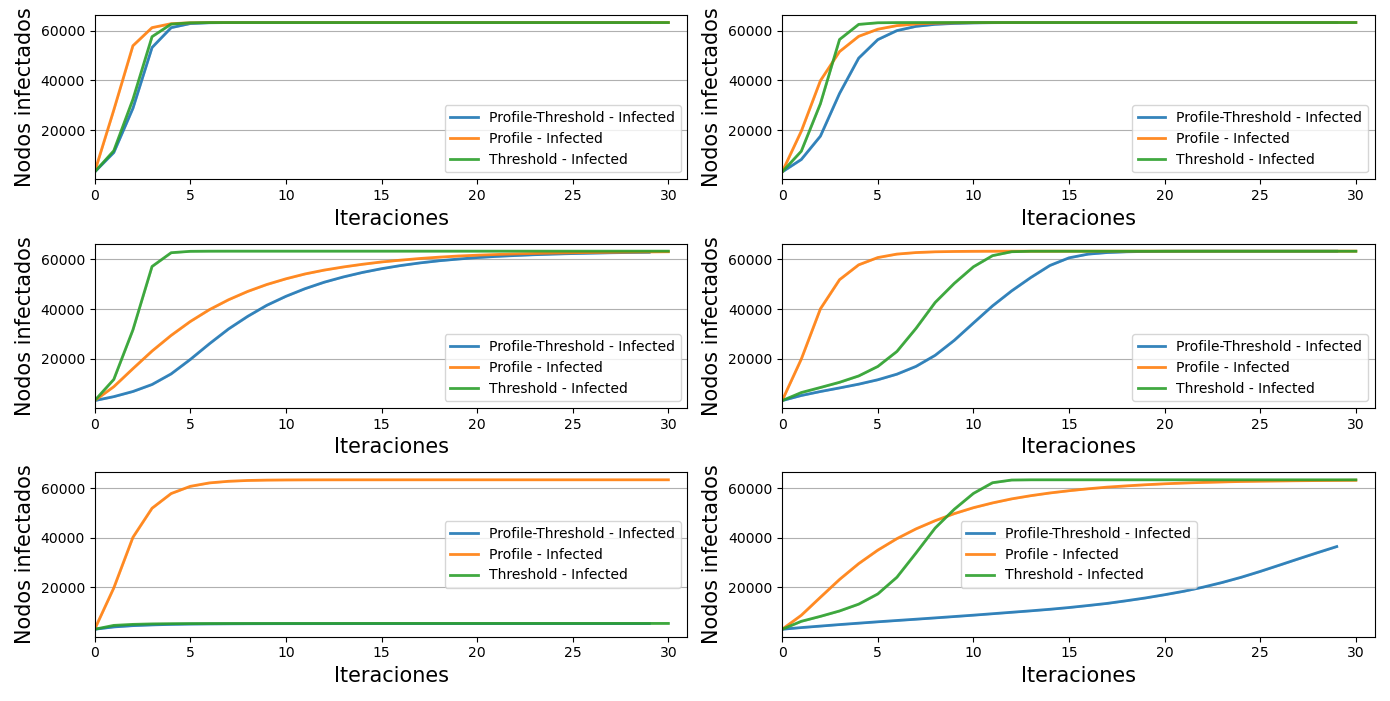 Nodos infectados
60000
40000
20000
Profile-Threshold - Infected
Profile - Infected
Threshold - Infected
0 5 10 15 20 25 30
Iteraciones
Nodos infectados
60000
40000
20000
Profile-Threshold - Infected
Profile - Infected
Threshold - Infected
0 5 10 15 20 25 30
Iteraciones
Nodos infectados
60000
40000
20000
Profile-Threshold - Infected
Profile - Infected
Threshold - Infected
0 5 10 15 20 25 30
Iteraciones
Nodos infectados
60000
40000
20000
Profile-Threshold - Infected
Profile - Infected
Threshold - Infected
0 5 10 15 20 25 30
Iteraciones
Nodos infectados
60000
40000
20000
Profile-Threshold - Infected
Profile - Infected
Threshold - Infected
0 5 10 15 20 25 30
Iteraciones
Nodos infectados
60000
40000
20000
Profile-Threshold - Infected
Profile - Infected
Threshold - Infected
0 5 10 15 20 25 30
Iteraciones